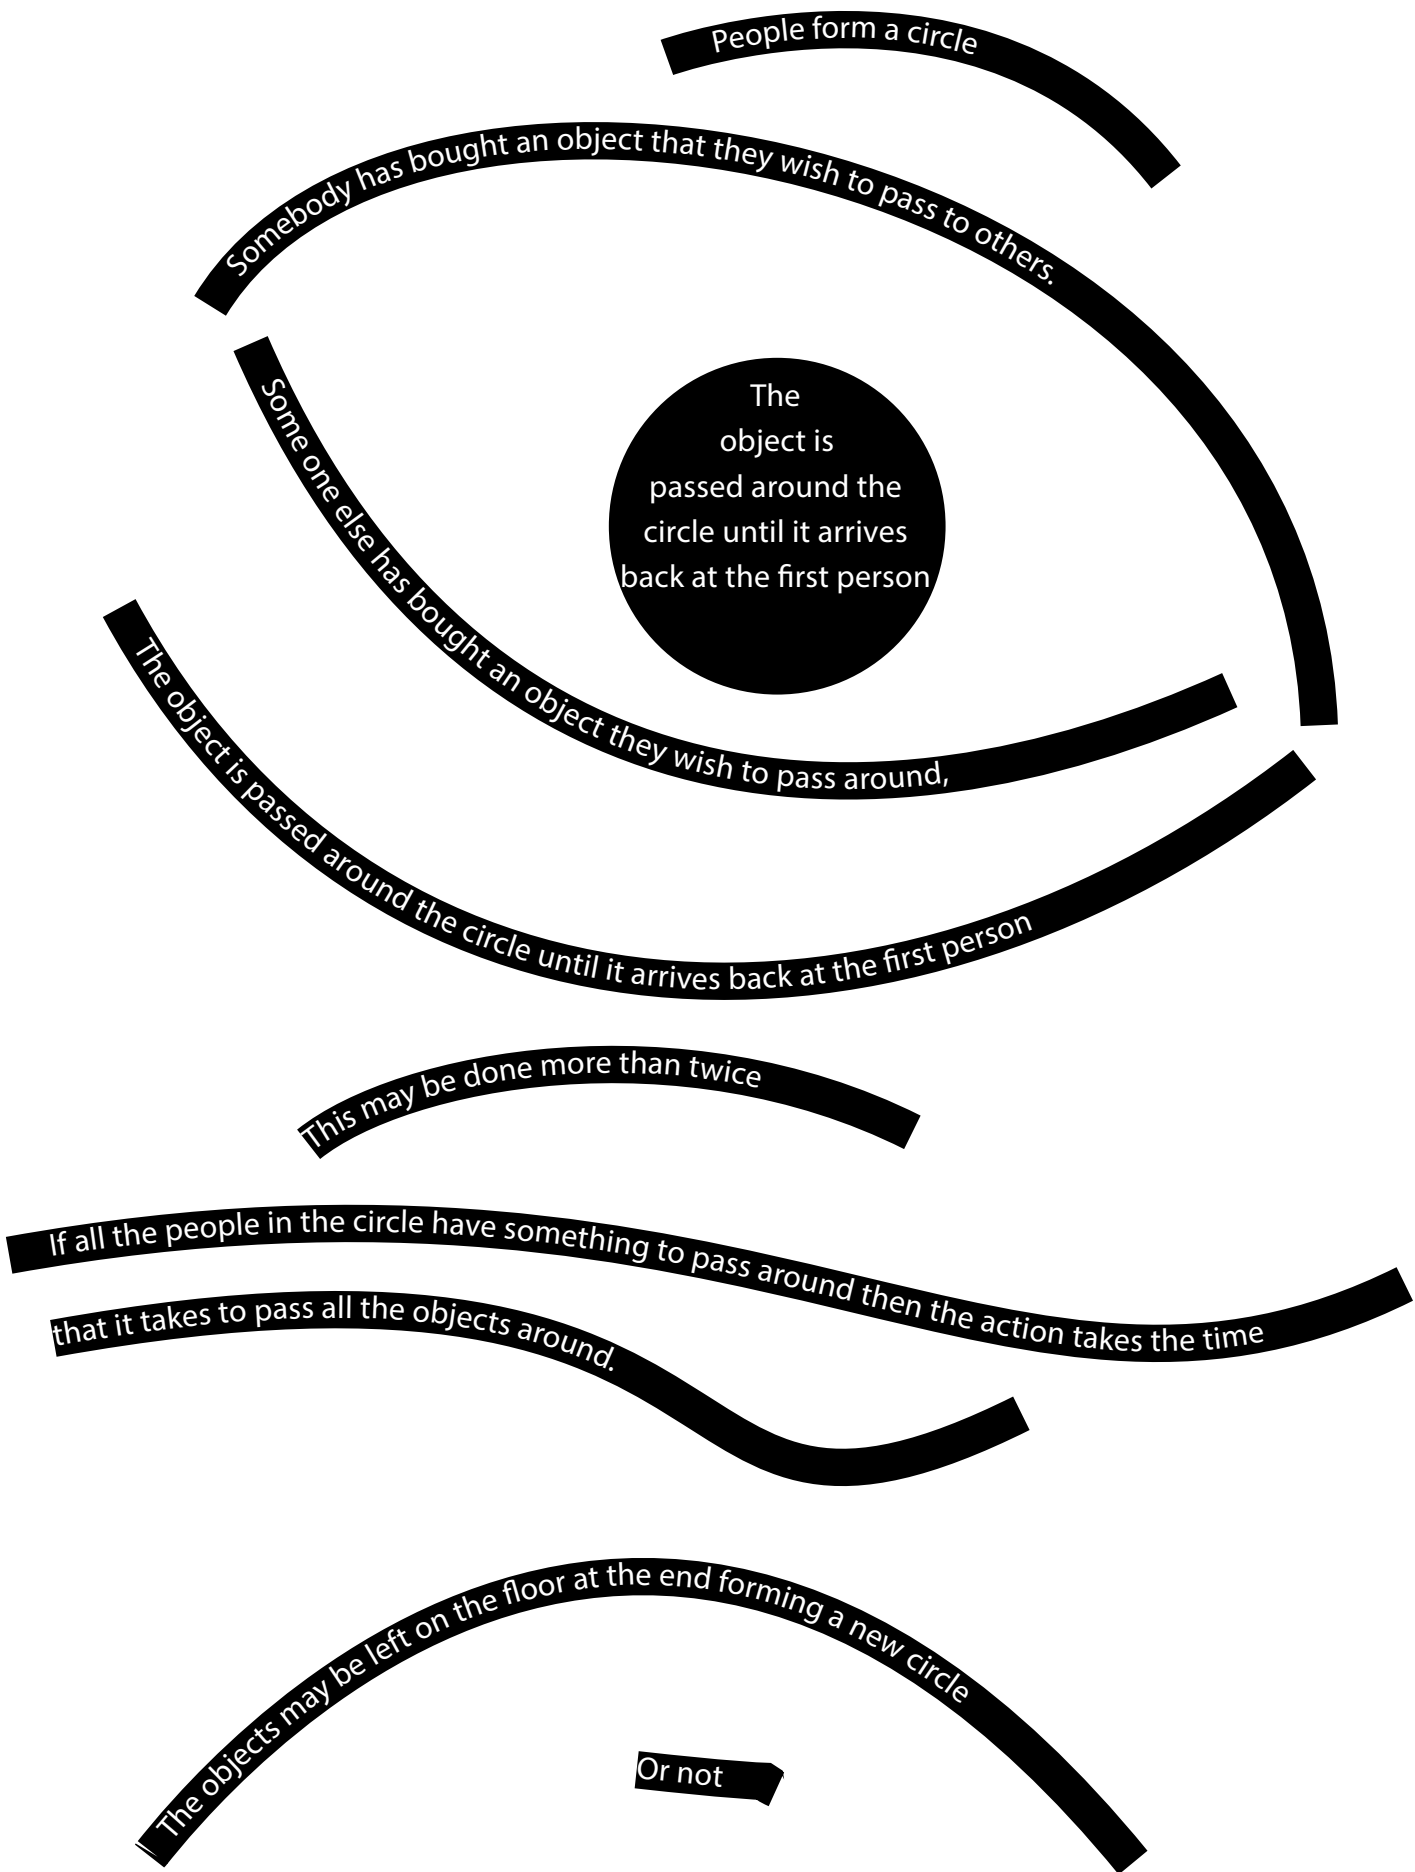 People form a circle
Somebody has bought an object that they wish to pass to others.
The
object is
passed around the
circle until it arrives
back at the first person
Some one else has bought an object they wish to pass around,
The object is passed around the circle until it arrives back at the first person
This may be done more than twice
If all the people in the circle have something to pass around then the action takes the time
that it takes to pass all the objects around.
The objects may be left on the floor at the end forming a new circle
Or not